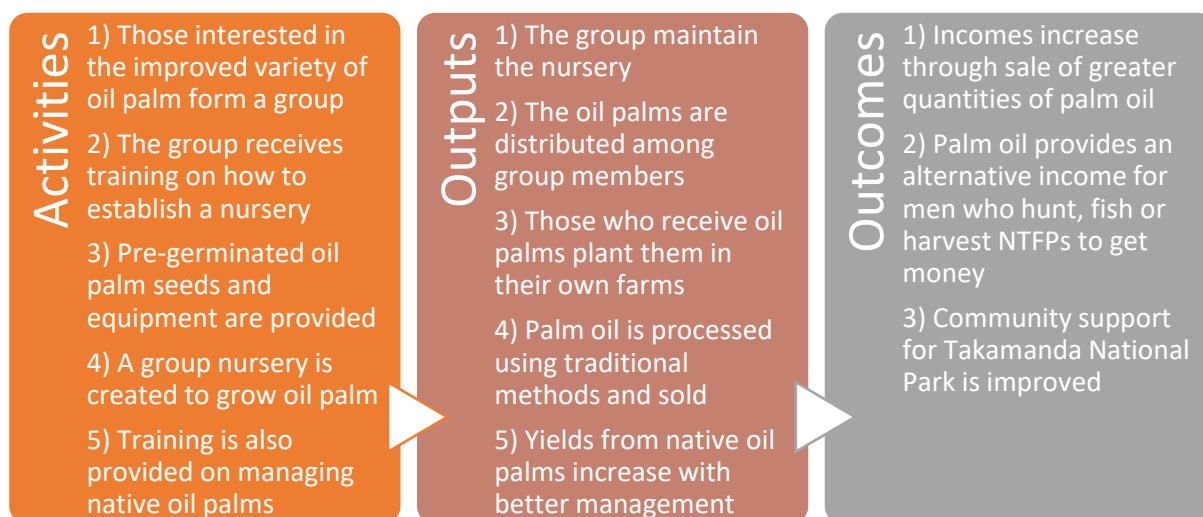 Activities
1) Those interested in
the improved variety of
oil palm form a group
2) The group receives
training on how to
establish a nursery
3) Pre-germinated oil
palm seeds and
equipment are provided
4) A group nursery is
created to grow oil palm
5) Training is also
provided on managing
native oil palms
Outputs
1) The group maintain
the nursery
2) The oil palms are
distributed among
group members
3) Those who receive oil
palms plant them in
their own farms
4) Palm oil is processed
using traditional
methods and sold
5) Yields from native oil
palms increase with
better management
Outcomes
1) Incomes increase
through sale of greater
quantities of palm oil
2) Palm oil provides an
alternative income for
men who hunt, fish or
harvest NTFPs to get
money
3) Community support
for Takamanda National
Park is improved